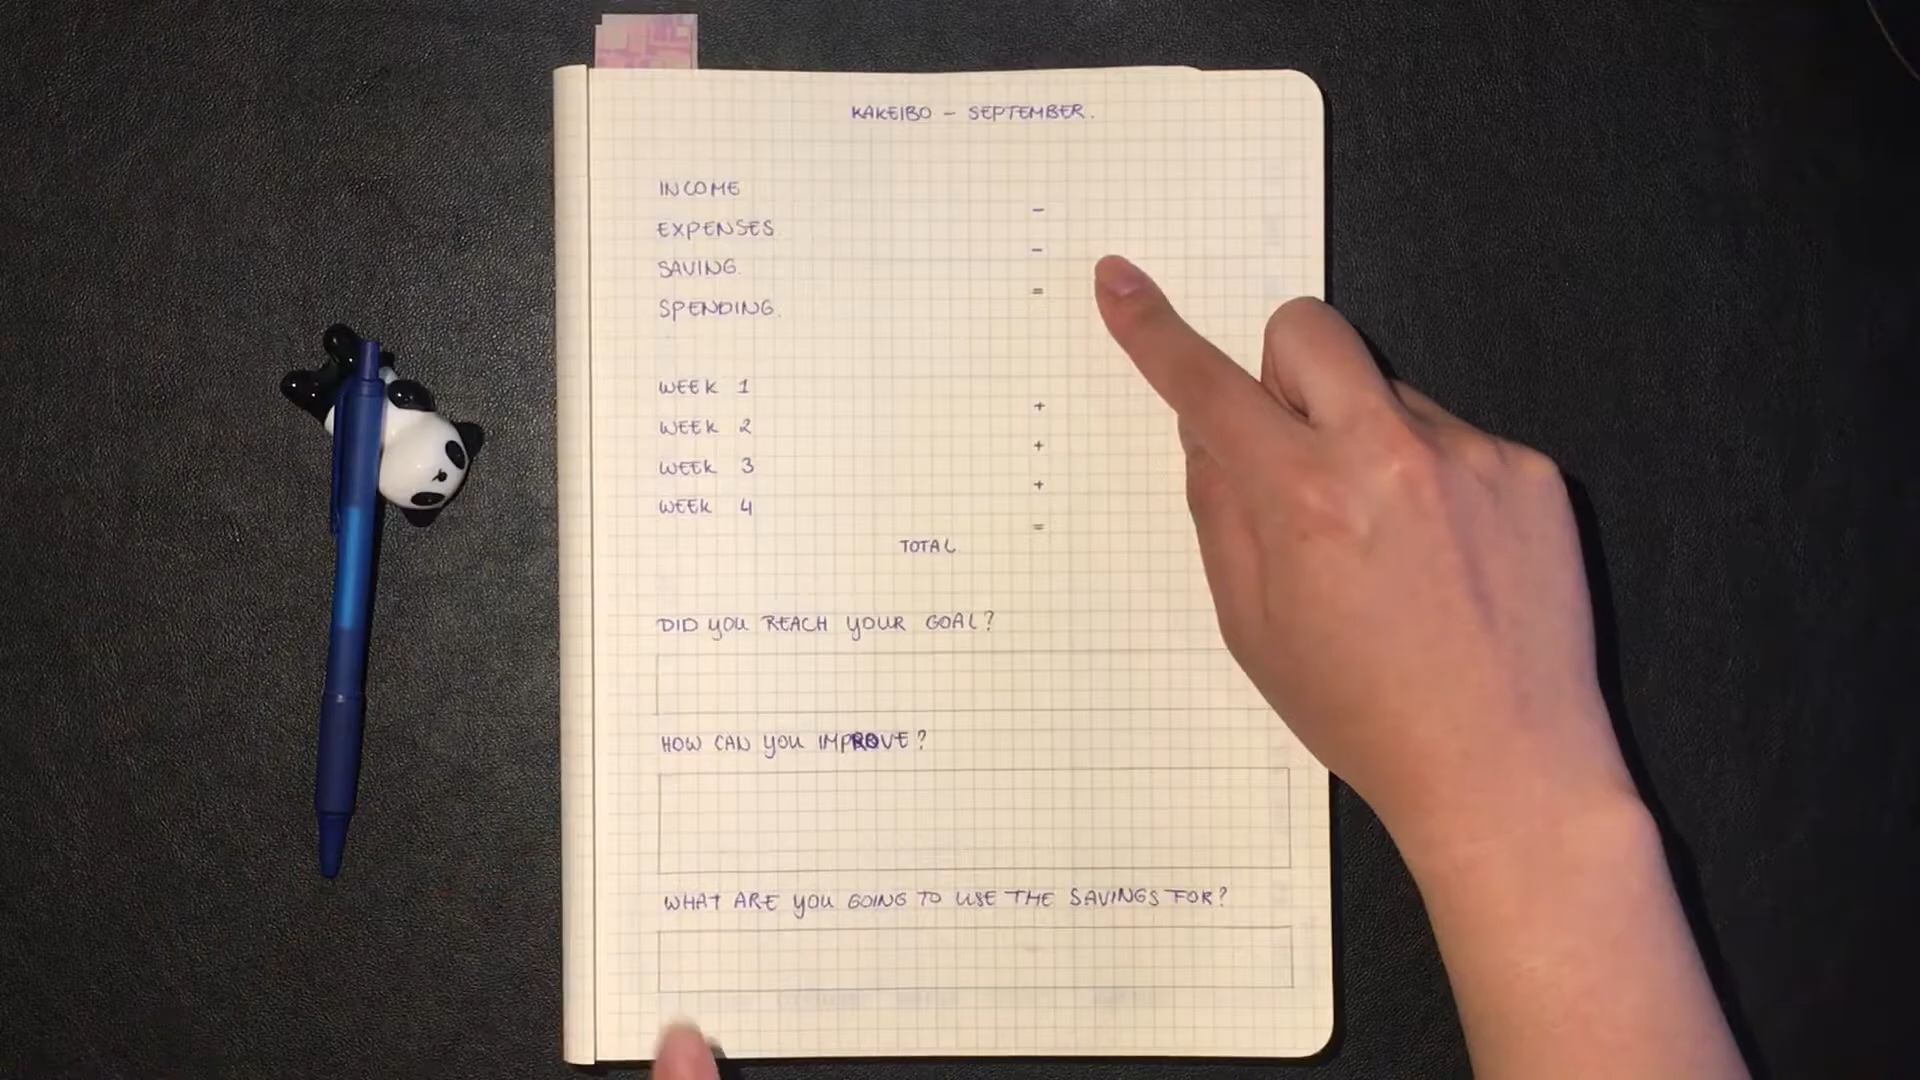 KAKEIBO - SEPTEMBER.
INCOME
-
EXPENSES
-
SAVING.
=
SPENDING.
WEEK 1
+
WEEK 2
+
WEEK 3
+
WEEK 4
=
TOTAL
DID YOU REACH YOUR GOAL?
HOW CAN YOU IMPROVE?
WHAT ARE YOU GOING TO USE THE SAVINGS FOR?